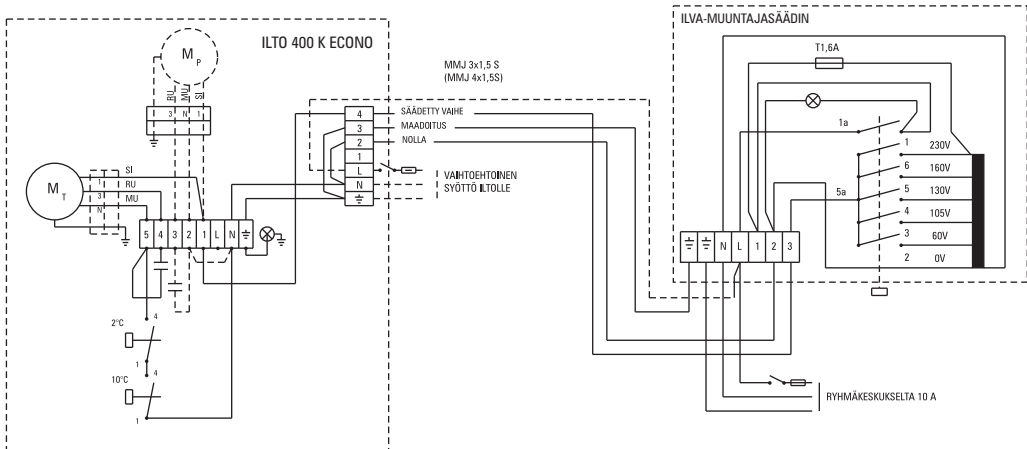 ILTO 400 K ECONO
M P
RU
MU
SI
3 N 1
M T
SI
1
RU
3
MU
N
5 4 3 2 1 L N
2°C
4
1
10°C
4
1
MMJ 3x1,5 S
(MMJ 4x1,5S)
4 SÄÄDETTY VAIHE
3 MAADOITUS
2 NOLLA
1
L
N
VAIHTOEHTOINEN
SYÖTTÖ ILTOLLE
ILVA-MUUNTAJASÄÄDIN
T1,6A
1a
1 230V
6 160V
5a
5 130V
4 105V
3 60V
2 0V
N L 1 2 3
RYHMÄKESKUKSELTA 10 A